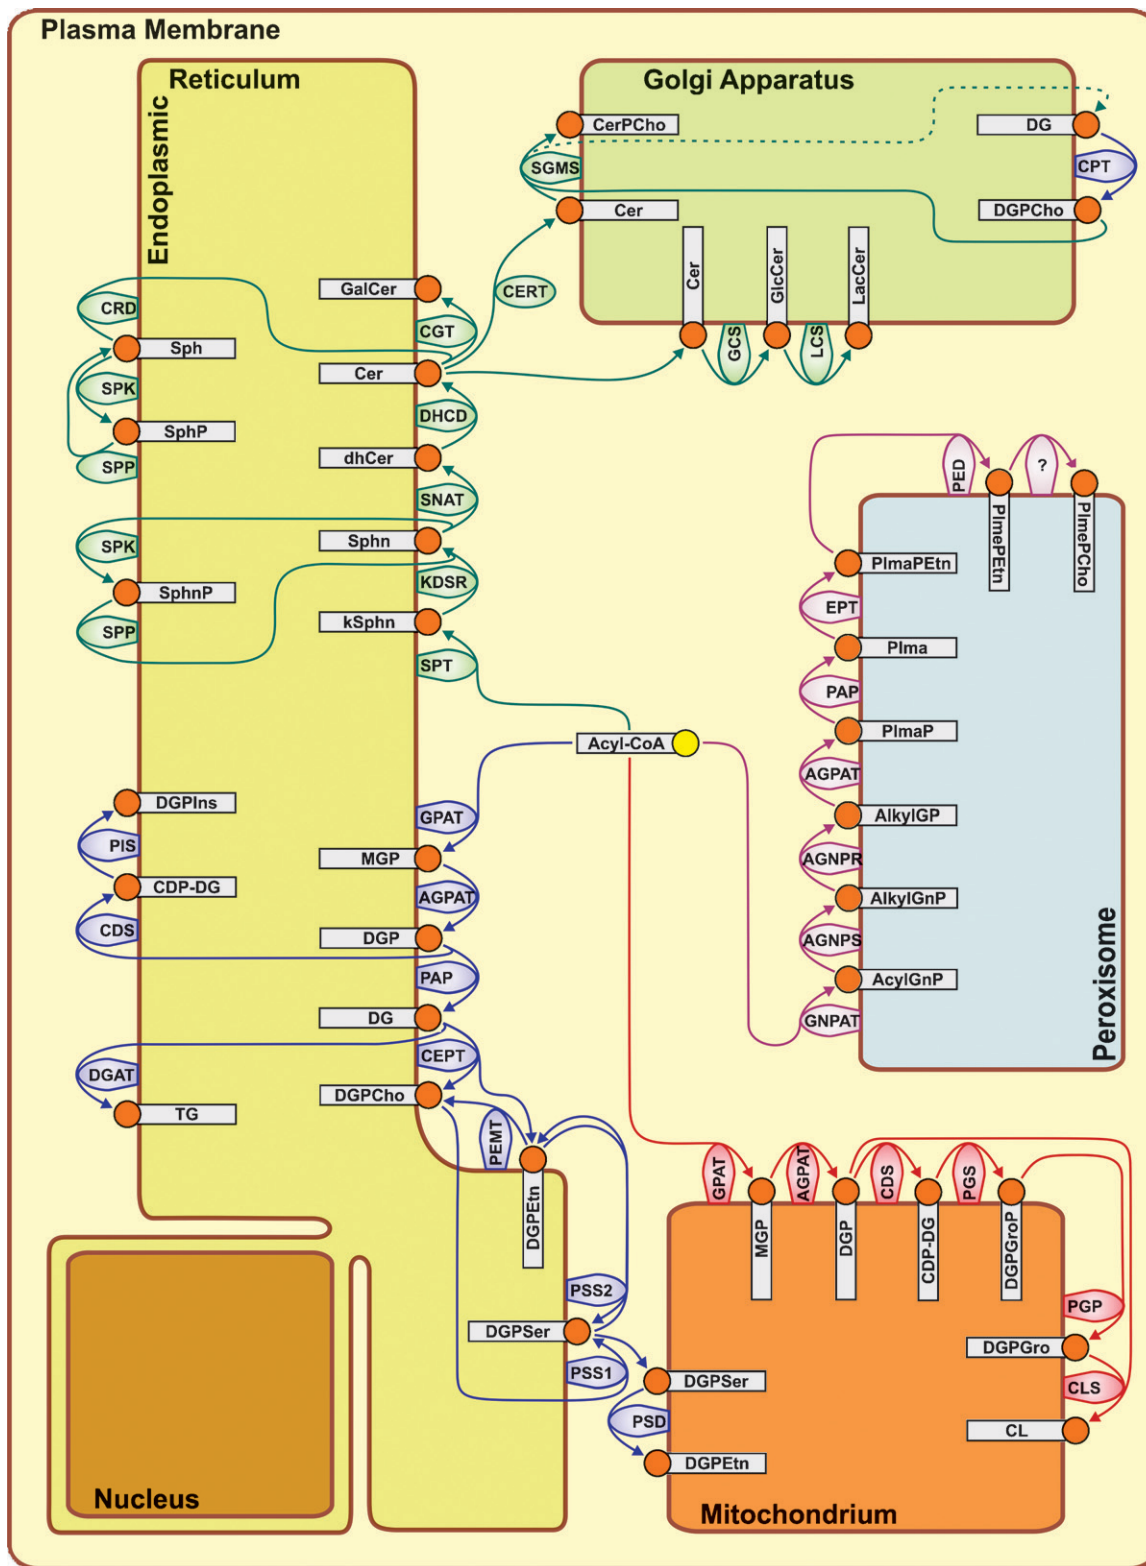 Plasma Membrane
Endoplasmic
Reticulum
CRD
Sph
SPK
SphP
SPP
SPK
SphnP
SPP
DGPIns
PIS
CDP-DG
CDS
DGAT
TG
GalCer
CGT
Cer
DHCD
dhCer
SNAT
Sphn
KDSR
kSphn
SPT
CERT
Acyl-CoA
GPAT
MGP
AGPAT
DGP
PAP
DG
CEPT
DGPCho
PEMT
DGPEtn
PSS2
DGPSer
PSS1
Nucleus
Golgi Apparatus
CerPCho
SGMS
Cer
DG
CPT
DGPCho
Cer
GCS
GlcCer
LCS
LacCer
PED
PlmePEtn
?
PlmePCho
PlmaPEtn
EPT
Plma
PAP
PlmaP
AGPAT
AlkylGP
AGNPR
AlkylGnP
AGNPS
AcylGnP
GNPAT
Peroxisome
GPAT
MGP
AGPAT
DGP
CDS
CDP-DG
PGS
DGPGroP
PGP
DGPGro
CLS
CL
DGPSer
PSD
DGPEtn
Mitochondrium